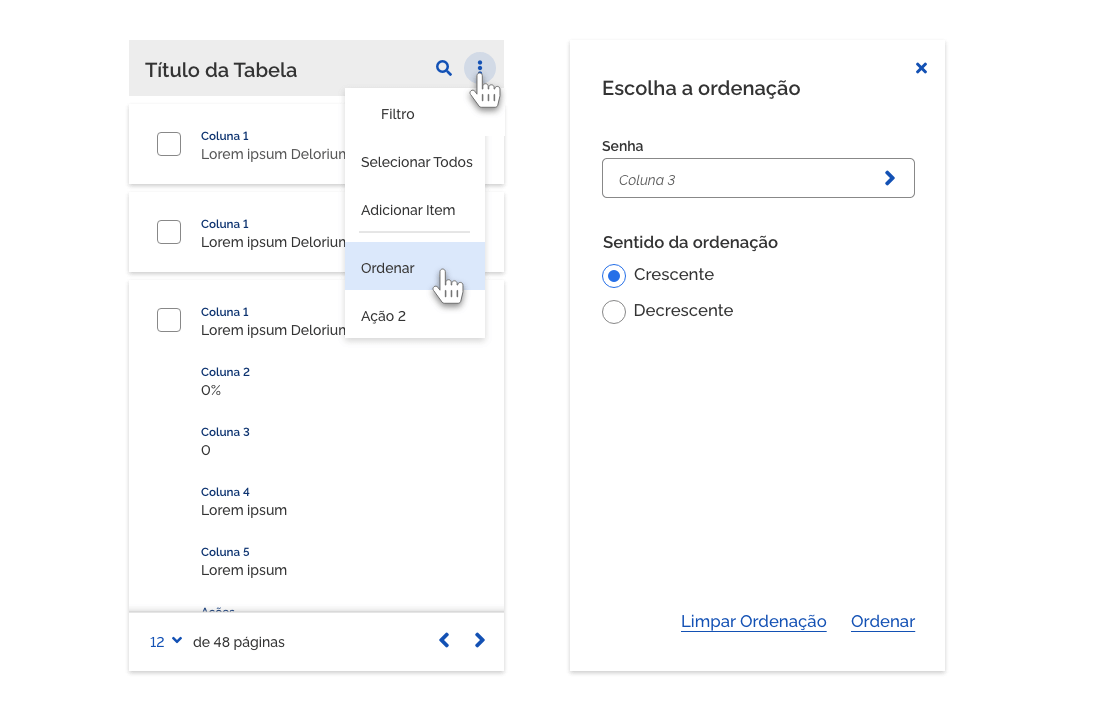 Título da Tabela
Filtro
Selecionar Todos
Adicionar Item
Ordenar
Ação 2
Coluna 1
Lorem ipsum Delorium
Coluna 1
Lorem ipsum Delorium
Coluna 1
Lorem ipsum Delorium
Coluna 2
0%
Coluna 3
0
Coluna 4
Lorem ipsum
Coluna 5
Lorem ipsum
Ações
12 de 48 páginas
Escolha a ordenação
Senha
Coluna 3
Sentido da ordenação
Crescente
Decrescente
Limpar Ordenação Ordenar